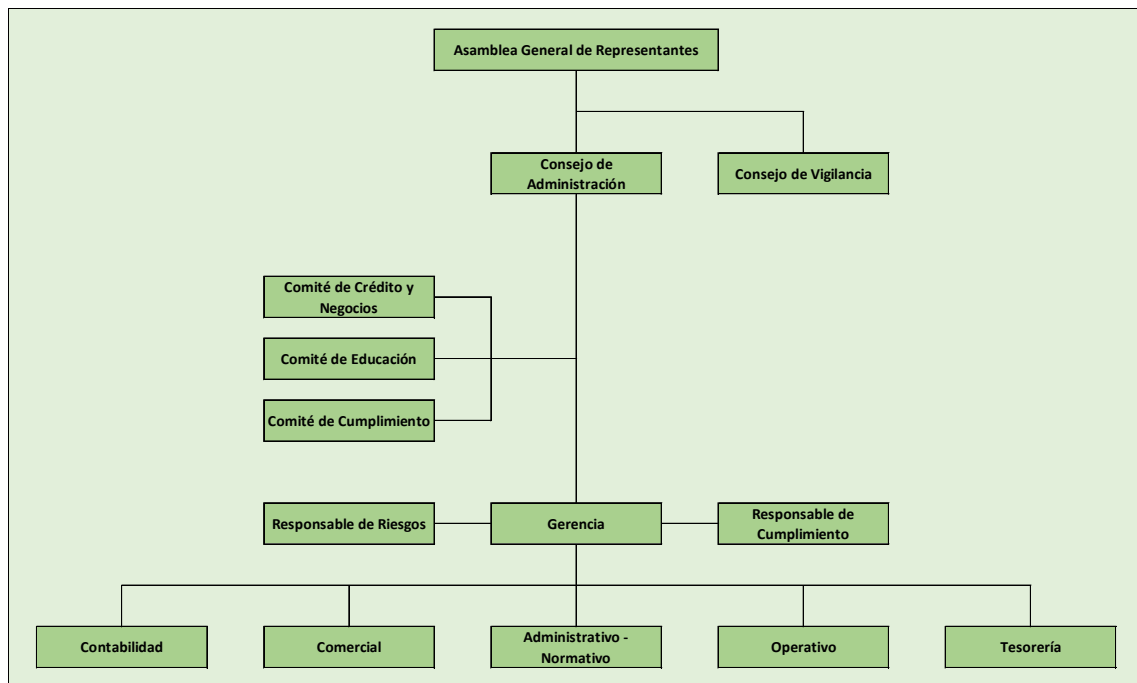 Asamblea General de Representantes
Consejo de
Administración
Consejo de Vigilancia
Comité de Crédito y
Negocios
Comité de Educación
Comité de Cumplimiento
Responsable de Riesgos
Gerencia
Responsable de
Cumplimiento
Contabilidad
Comercial
Administrativo -
Normativo
Operativo
Tesorería